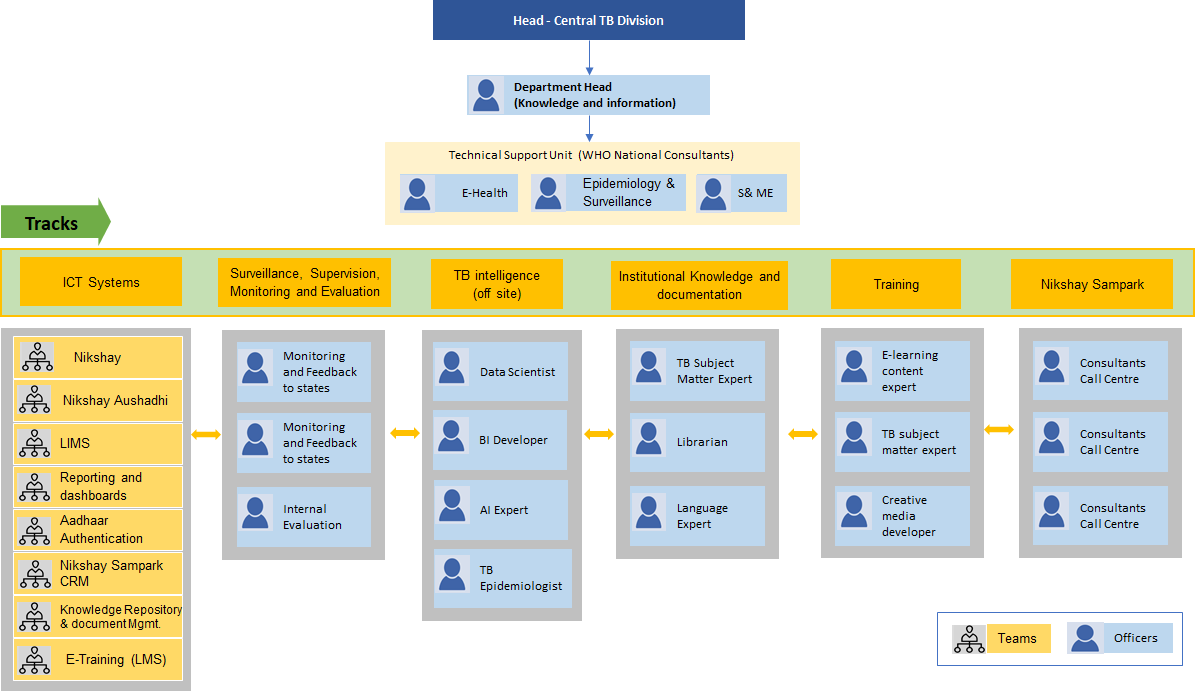 Head - Central TB Division
Department Head
(Knowledge and information)
Technical Support Unit (WHO National Consultants)
E-Health
Epidemiology &
Surveillance
S& ME
Tracks
ICT Systems
Surveillance, Supervision,
Monitoring and Evaluation
TB intelligence
(off site)
Institutional Knowledge and
documentation
Training
Nikshay Sampark
Nikshay
Nikshay Aushadhi
LIMS
Reporting and
dashboards
Aadhaar
Authentication
Nikshay Sampark
CRM
Knowledge Repository
& document Mgmt.
E-Training (LMS)
Monitoring
and Feedback
to states
Monitoring
and Feedback
to states
Internal
Evaluation
Data Scientist
BI Developer
AI Expert
TB
Epidemiologist
TB Subject
Matter Expert
Librarian
Language
Expert
E-learning
content
expert
TB subject
matter expert
Creative
media
developer
Consultants
Call Centre
Consultants
Call Centre
Consultants
Call Centre
Teams
Officers